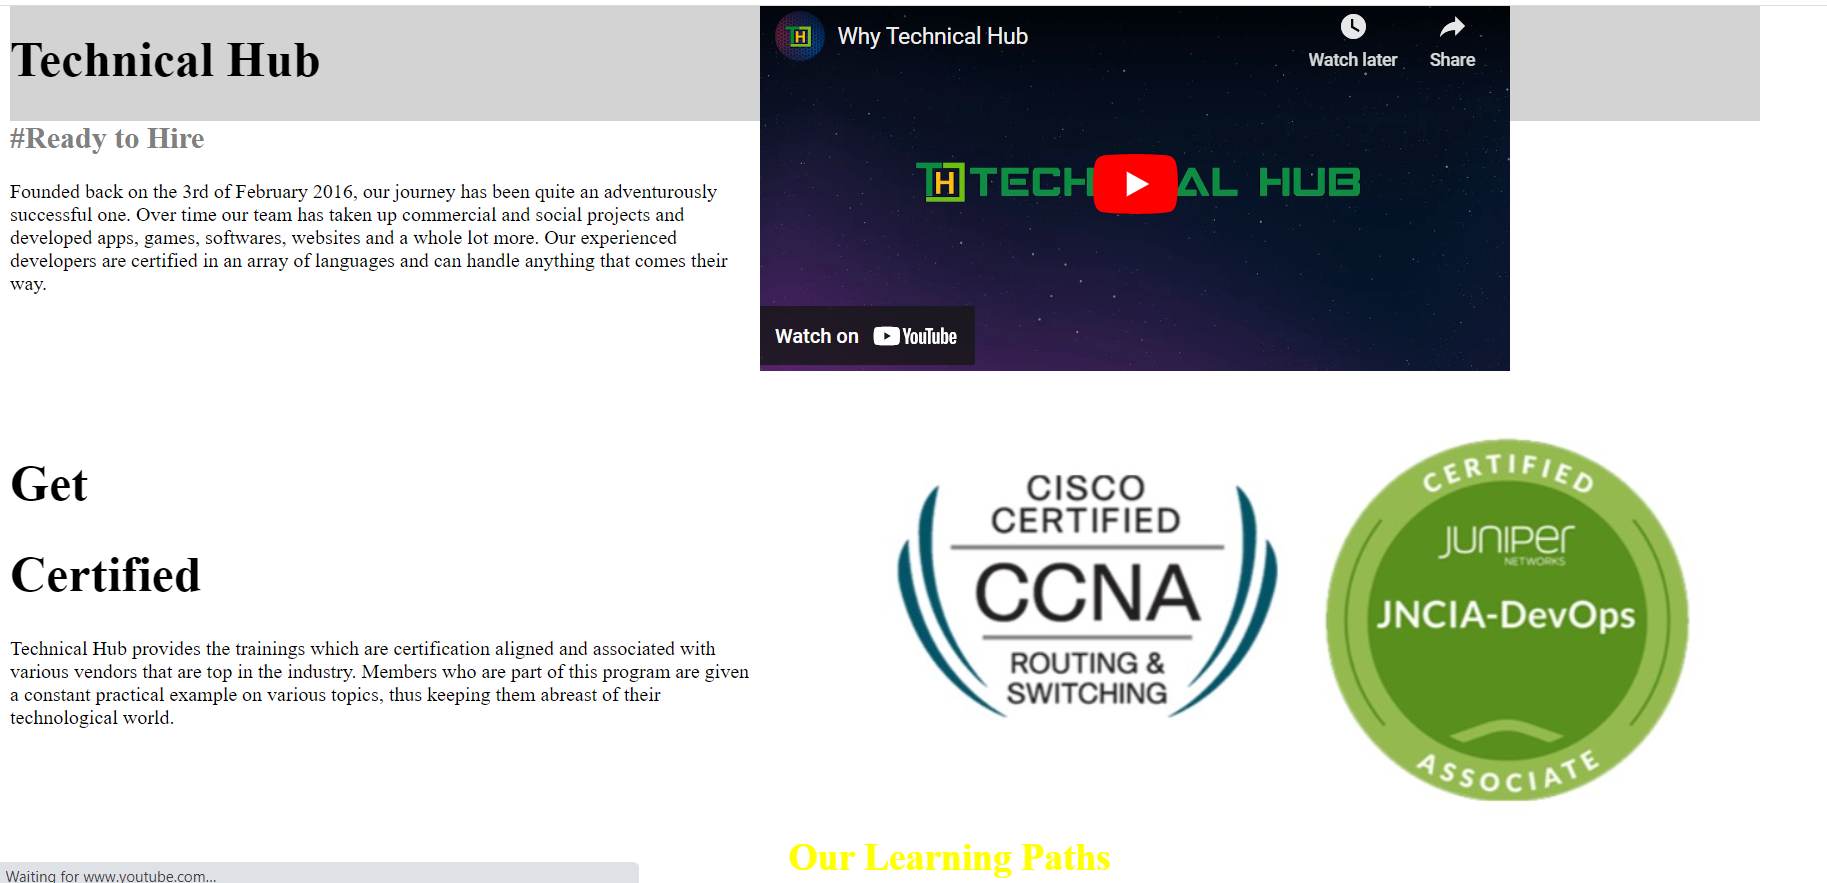 Technical Hub
#Ready to Hire
Founded back on the 3rd of February 2016, our journey has been quite an adventurously
successful one. Over time our team has taken up commercial and social projects and
developed apps, games, softwares, websites and a whole lot more. Our experienced
developers are certified in an array of languages and can handle anything that comes their
way.
TH
Why Technical Hub
Watch later
Share
TH TECH AL HUB
Watch on YouTube
Get
Certified
Technical Hub provides the trainings which are certification aligned and associated with
various vendors that are top in the industry. Members who are part of this program are given
a constant practical example on various topics, thus keeping them abreast of their
technological world.
CISCO
CERTIFIED
CCNA
ROUTING &
SWITCHING
CERTIFIED
JUNIPER
NETWORKS
JNCIA-DevOps
ASSOCIATE
Our Learning Paths
Waiting for www.youtube.com...